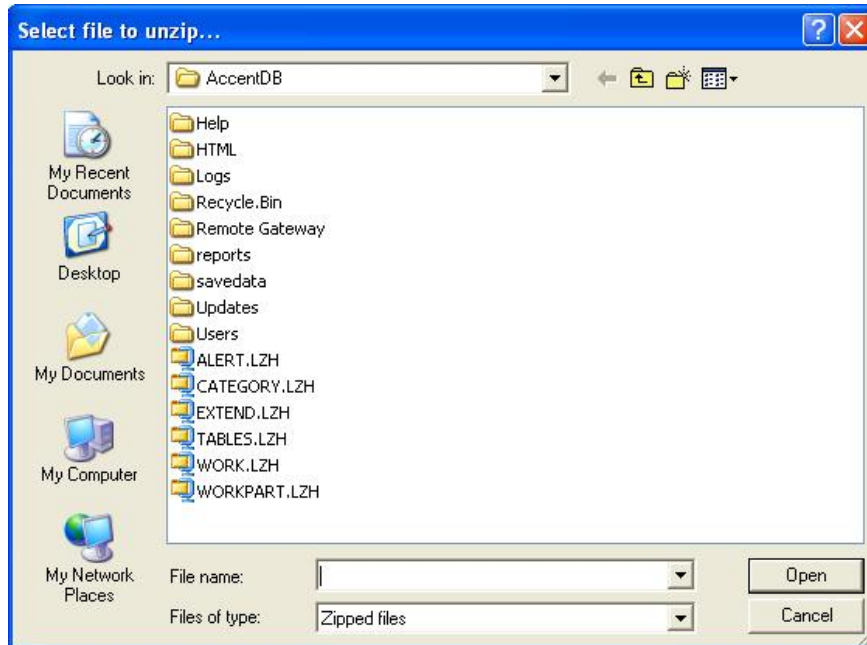 Select file to unzip...
Look in: AccentDB
My Recent
Documents
Desktop
My Documents
My Computer
My Network
Places
Help
HTML
Logs
Recycle.Bin
Remote Gateway
reports
savedata
Updates
Users
ALERT.LZH
CATEGORY.LZH
EXTEND.LZH
TABLES.LZH
WORK.LZH
WORKPART.LZH
File name:
Open
Files of type: Zipped files
Cancel